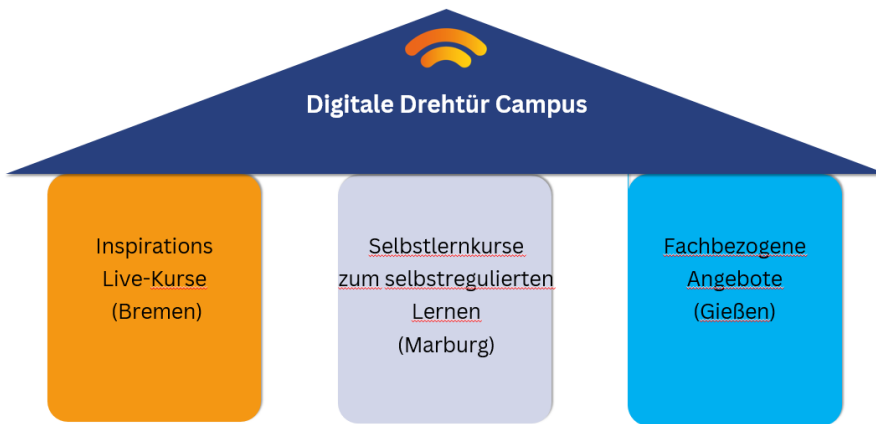 Digitale Drehtür Campus
Inspirations
Live-Kurse
(Bremen)
Selbstlernkurse
zum selbstregulierten
Lernen
(Marburg)
Fachbezogene
Angebote
(Gießen)